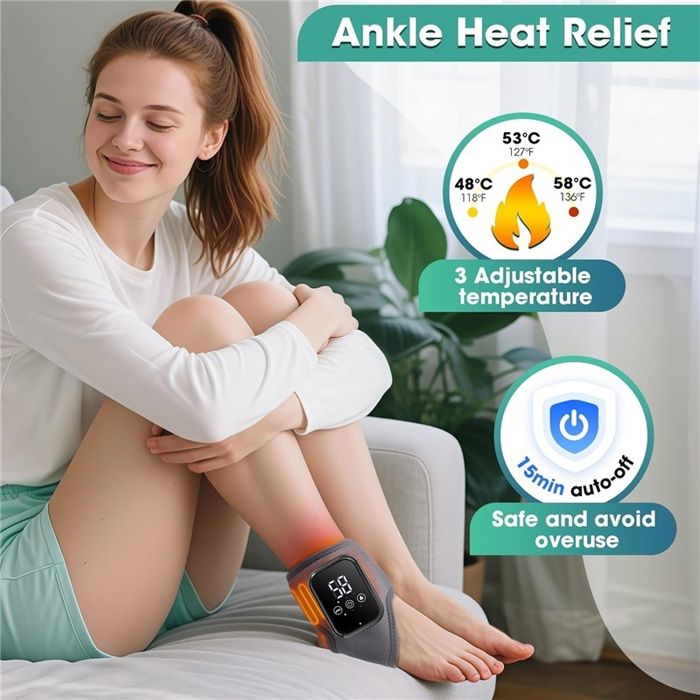 Ankle Heat Relief
53°C
127°F
48°C
118°F
58°C
136°F
3 Adjustable
temperature
15min auto-off
Safe and avoid
overuse
58